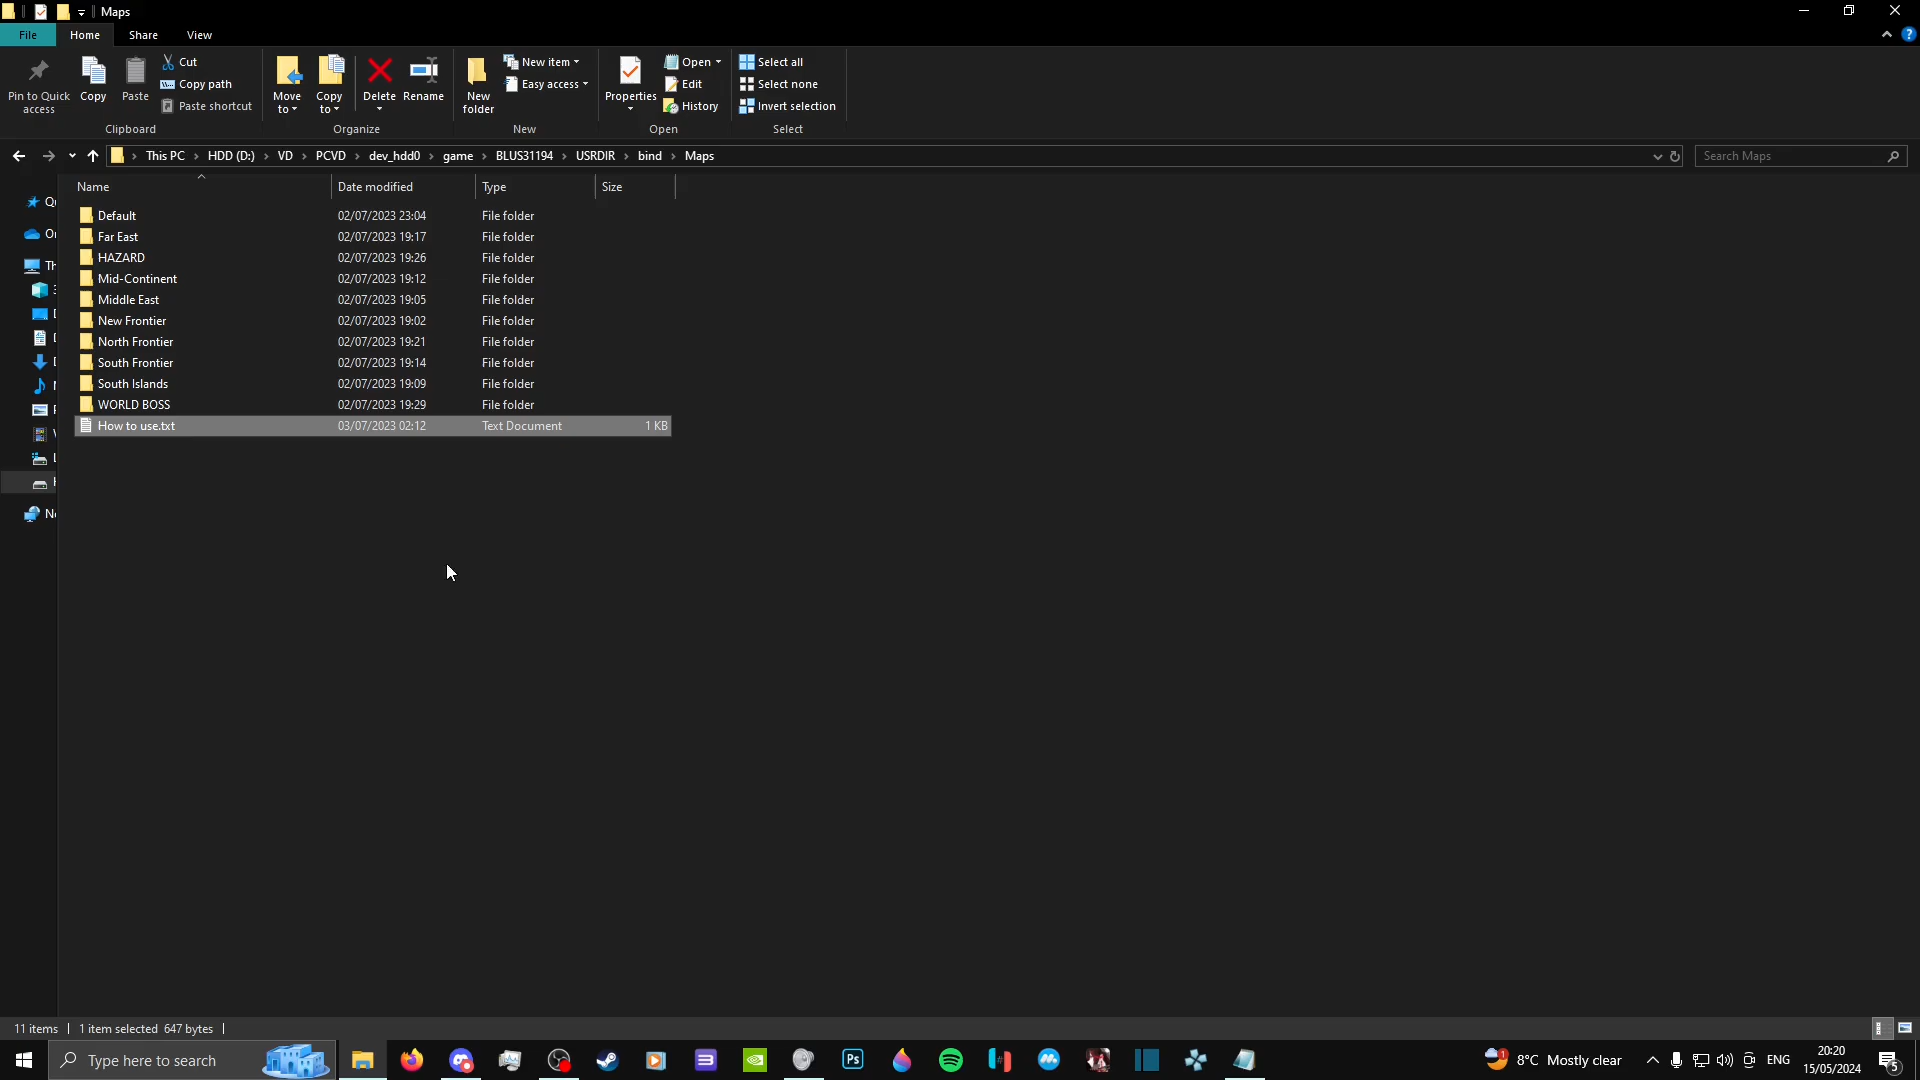 Maps
File Home Share View
Pin to Quick access
Copy
Paste
Cut
Copy path
Paste shortcut
Clipboard
Move to
Copy to
Delete
Rename
Organize
New folder
New item
Easy access
New
Properties
Open
Edit
History
Open
Select all
Select none
Invert selection
Select
This PC › HDD (D:) › VD › PCVD › dev_hdd0 › game › BLUS31194 › USRDIR › bind › Maps
Search Maps
Name Date modified Type Size
Default 02/07/2023 23:04 File folder
Far East 02/07/2023 19:17 File folder
HAZARD 02/07/2023 19:26 File folder
Mid-Continent 02/07/2023 19:12 File folder
Middle East 02/07/2023 19:05 File folder
New Frontier 02/07/2023 19:02 File folder
North Frontier 02/07/2023 19:21 File folder
South Frontier 02/07/2023 19:14 File folder
South Islands 02/07/2023 19:09 File folder
WORLD BOSS 02/07/2023 19:29 File folder
How to use.txt 03/07/2023 02:12 Text Document 1 KB
11 items 1 item selected 647 bytes
Type here to search
Ps
8°C Mostly clear
ENG
20:20
15/05/2024
5